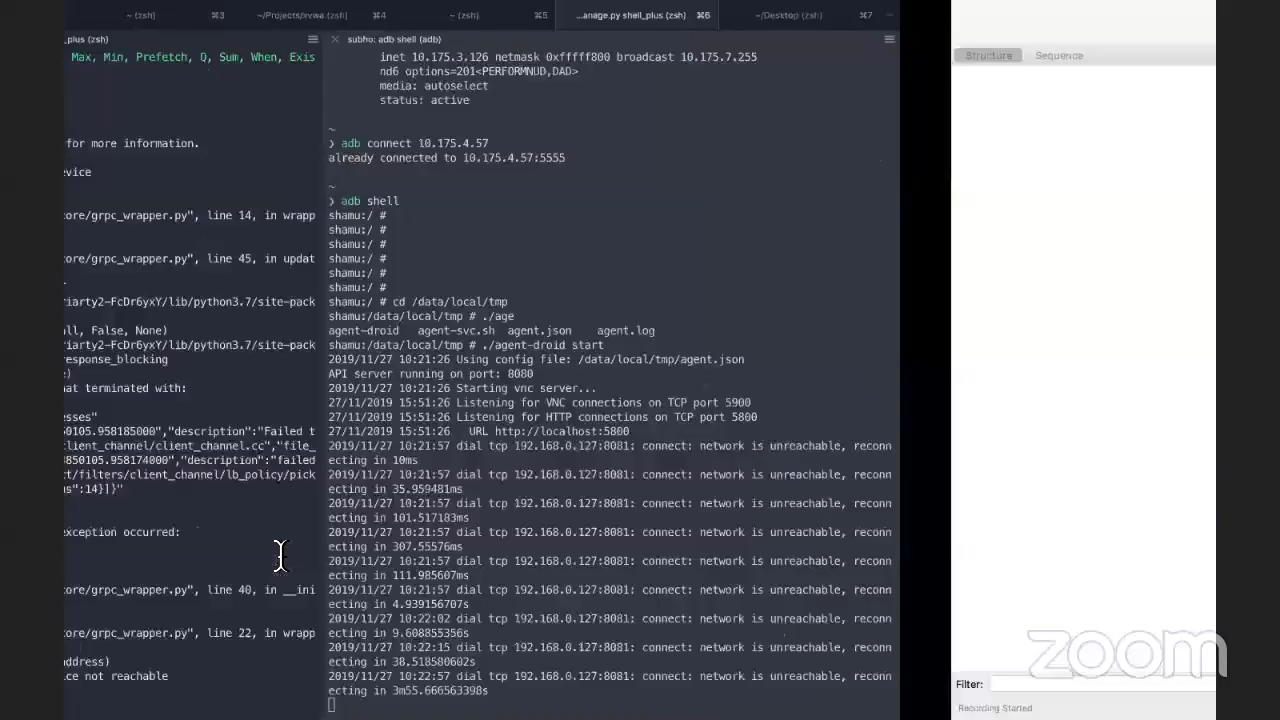 ~ (zsh) ⌘3 ~/Projects/rvwa (zsh) ⌘4 ~ (zsh) ⌘5 ...anage.py shell_plus (zsh) ⌘6 ~/Desktop (zsh) ⌘7
_plus (zsh)
Max, Min, Prefetch, Q, Sum, When, Exis
for more information.
evice
core/grpc_wrapper.py", line 14, in wrapp
core/grpc_wrapper.py", line 45, in updat
riarty2-FcDr6yxY/lib/python3.7/site-pack
all, False, None)
riarty2-FcDr6yxY/lib/python3.7/site-pack
response_blocking
)
hat terminated with:
esses"
850105.958185000","description":"Failed t
client_channel/client_channel.cc","file_
3850105.958174000","description":"failed
ct/filters/client_channel/lb_policy/pick
us":14}]}"
exception occurred:
core/grpc_wrapper.py", line 40, in __ini
core/grpc_wrapper.py", line 22, in wrapp
address)
ice not reachable
subho: adb shell (adb)
inet 10.175.3.126 netmask 0xfffff800 broadcast 10.175.7.255
nd6 options=201<PERFORMNUD,DAD>
media: autoselect
status: active
~
❯ adb connect 10.175.4.57
already connected to 10.175.4.57:5555
~
❯ adb shell
shamu:/ #
shamu:/ #
shamu:/ #
shamu:/ #
shamu:/ #
shamu:/ #
shamu:/ # cd /data/local/tmp
shamu:/data/local/tmp # ./age
agent-droid agent-svc.sh agent.json agent.log
shamu:/data/local/tmp # ./agent-droid start
2019/11/27 10:21:26 Using config file: /data/local/tmp/agent.json
API server running on port: 8080
2019/11/27 10:21:26 Starting vnc server...
27/11/2019 15:51:26 Listening for VNC connections on TCP port 5900
27/11/2019 15:51:26 Listening for HTTP connections on TCP port 5800
27/11/2019 15:51:26 URL http://localhost:5800
2019/11/27 10:21:57 dial tcp 192.168.0.127:8081: connect: network is unreachable, reconn
ecting in 10ms
2019/11/27 10:21:57 dial tcp 192.168.0.127:8081: connect: network is unreachable, reconn
ecting in 35.959481ms
2019/11/27 10:21:57 dial tcp 192.168.0.127:8081: connect: network is unreachable, reconn
ecting in 101.517183ms
2019/11/27 10:21:57 dial tcp 192.168.0.127:8081: connect: network is unreachable, reconn
ecting in 307.55576ms
2019/11/27 10:21:57 dial tcp 192.168.0.127:8081: connect: network is unreachable, reconn
ecting in 111.985607ms
2019/11/27 10:21:57 dial tcp 192.168.0.127:8081: connect: network is unreachable, reconn
ecting in 4.939156707s
2019/11/27 10:22:02 dial tcp 192.168.0.127:8081: connect: network is unreachable, reconn
ecting in 9.608855356s
2019/11/27 10:22:15 dial tcp 192.168.0.127:8081: connect: network is unreachable, reconn
ecting in 38.518580602s
2019/11/27 10:22:57 dial tcp 192.168.0.127:8081: connect: network is unreachable, reconn
ecting in 3m55.666563398s
Structure Sequence
Filter:
Recording Started
zoom